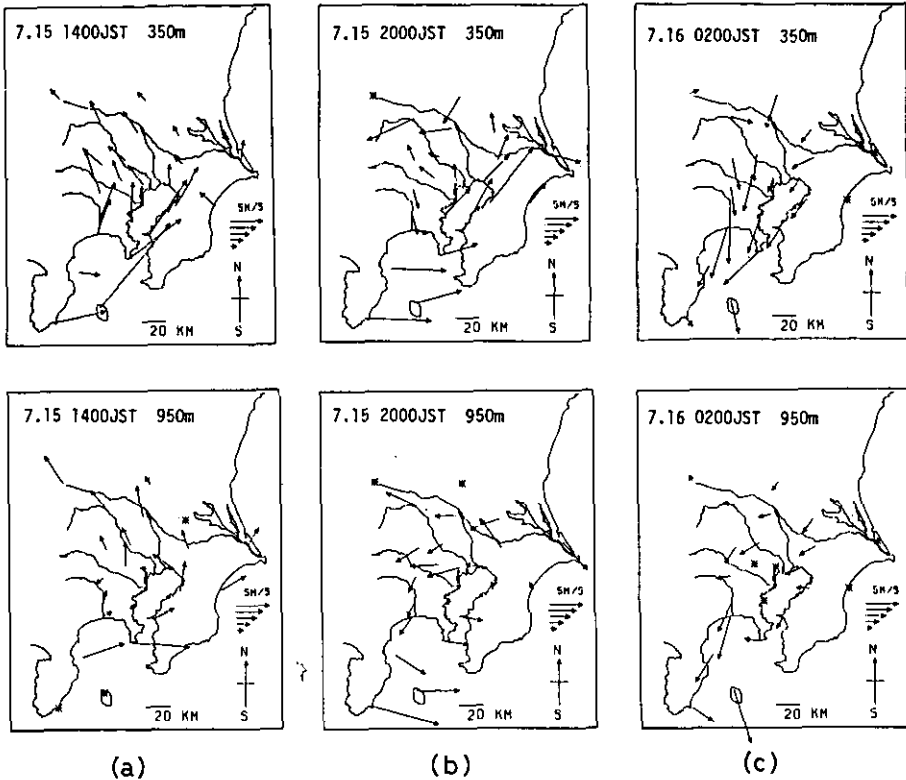 7.15 1400JST 350m
5M/S
N
S
20 KM
7.15 2000JST 350m
5M/S
N
S
20 KM
7.16 0200JST 350m
5M/S
N
S
20 KM
7.15 1400JST 950m
5M/S
N
S
20 KM
7.15 2000JST 950m
5M/S
N
S
20 KM
7.16 0200JST 950m
5M/S
N
S
20 KM
(a)
(b)
(c)